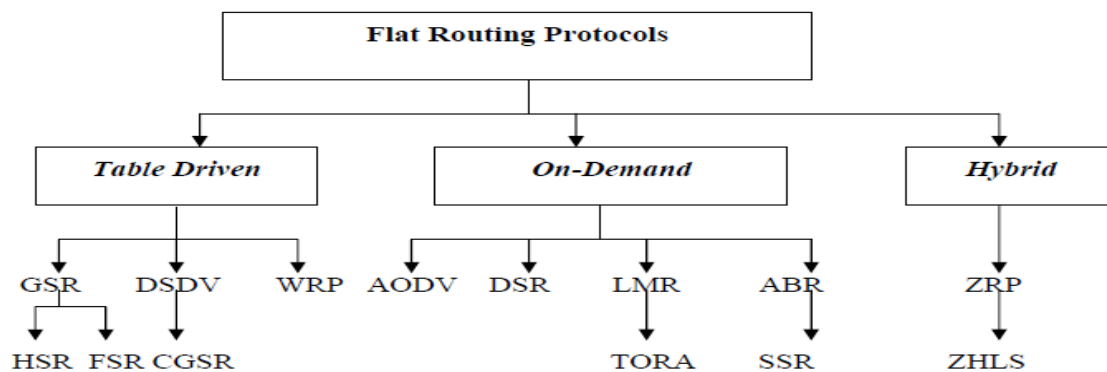 Flat Routing Protocols
Table Driven On-Demand Hybrid
GSR DSDV WRP AODV DSR LMR ABR ZRP
HSR FSR CGSR TORA SSR ZHLS